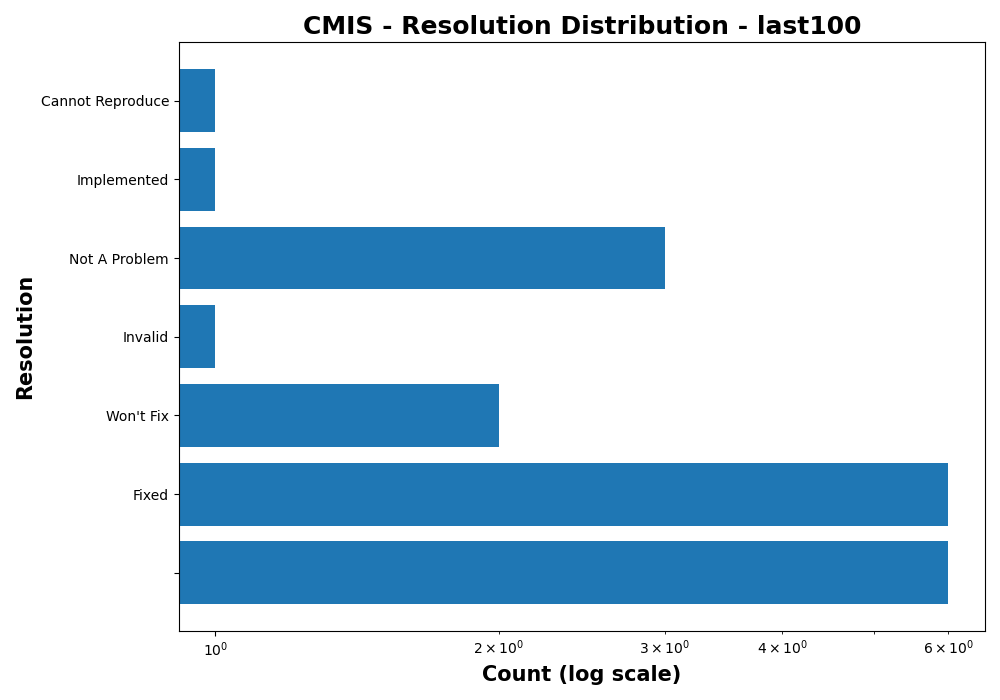 CMIS - Resolution Distribution - last100
Cannot Reproduce
Implemented
Not A Problem
Invalid
Won't Fix
Fixed
Resolution
10⁰
2 × 10⁰
3 × 10⁰
4 × 10⁰
6 × 10⁰
Count (log scale)